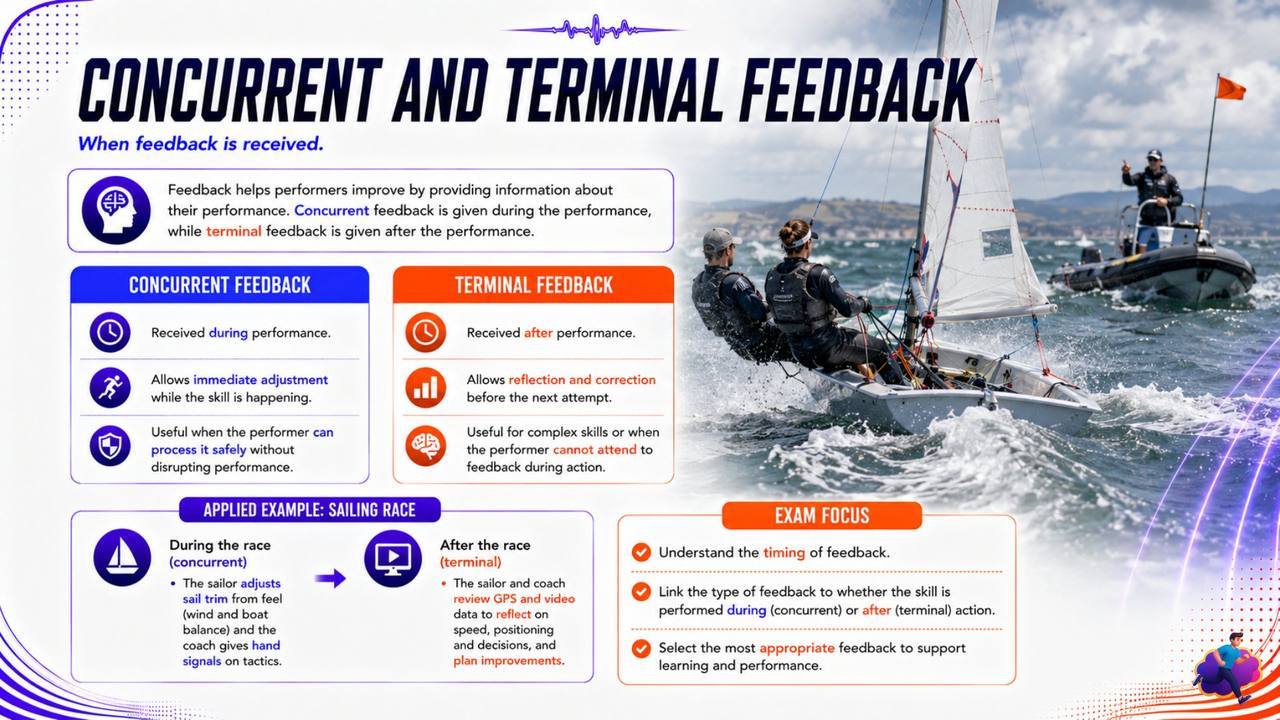 CONCURRENT AND TERMINAL FEEDBACK
When feedback is received.
Feedback helps performers improve by providing information about
their performance. Concurrent feedback is given during the performance,
while terminal feedback is given after the performance.
CONCURRENT FEEDBACK
Received during performance.
Allows immediate adjustment
while the skill is happening.
Useful when the performer can
process it safely without
disrupting performance.
TERMINAL FEEDBACK
Received after performance.
Allows reflection and correction
before the next attempt.
Useful for complex skills or when
the performer cannot attend to
feedback during action.
APPLIED EXAMPLE: SAILING RACE
During the race
(concurrent)
• The sailor adjusts
sail trim from feel
(wind and boat
balance) and the
coach gives hand
signals on tactics.
After the race
(terminal)
• The sailor and coach
review GPS and video
data to reflect on
speed, positioning
and decisions, and
plan improvements.
EXAM FOCUS
Understand the timing of feedback.
Link the type of feedback to whether the skill is
performed during (concurrent) or after (terminal) action.
Select the most appropriate feedback to support
learning and performance.